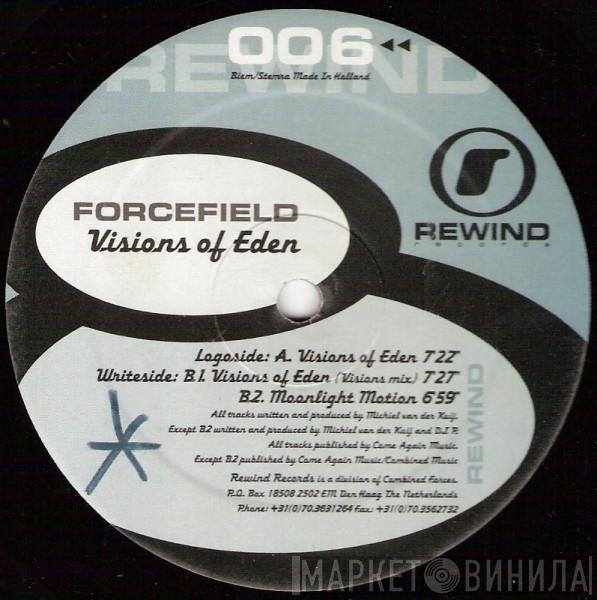 REWIND
006
Biem/Stemra Made In Holland
r
REWIND
records
FORCEFIELD
Visions of Eden
Logoside: A. Visions of Eden 7'22"
Writeside: B.1. Visions of Eden (Visions mix) 7'27"
B2. Moonlight Motion 6'59"
All tracks written and produced by Michiel van der Kuij.
Except B2 written and produced by Michiel van der Kuij and D.J. R.
All tracks published by Come Again Music.
Except B2 published by Come Again Music/Combined Music
REWIND
Rewind Records is a division of Combined Forces.
P.O. Box 18508 2502 EM Den Haag The Netherlands
Phone: +31(0)70.3631264 Fax: +31(0)70.3562732
МАРКЕТ ВИНИЛА